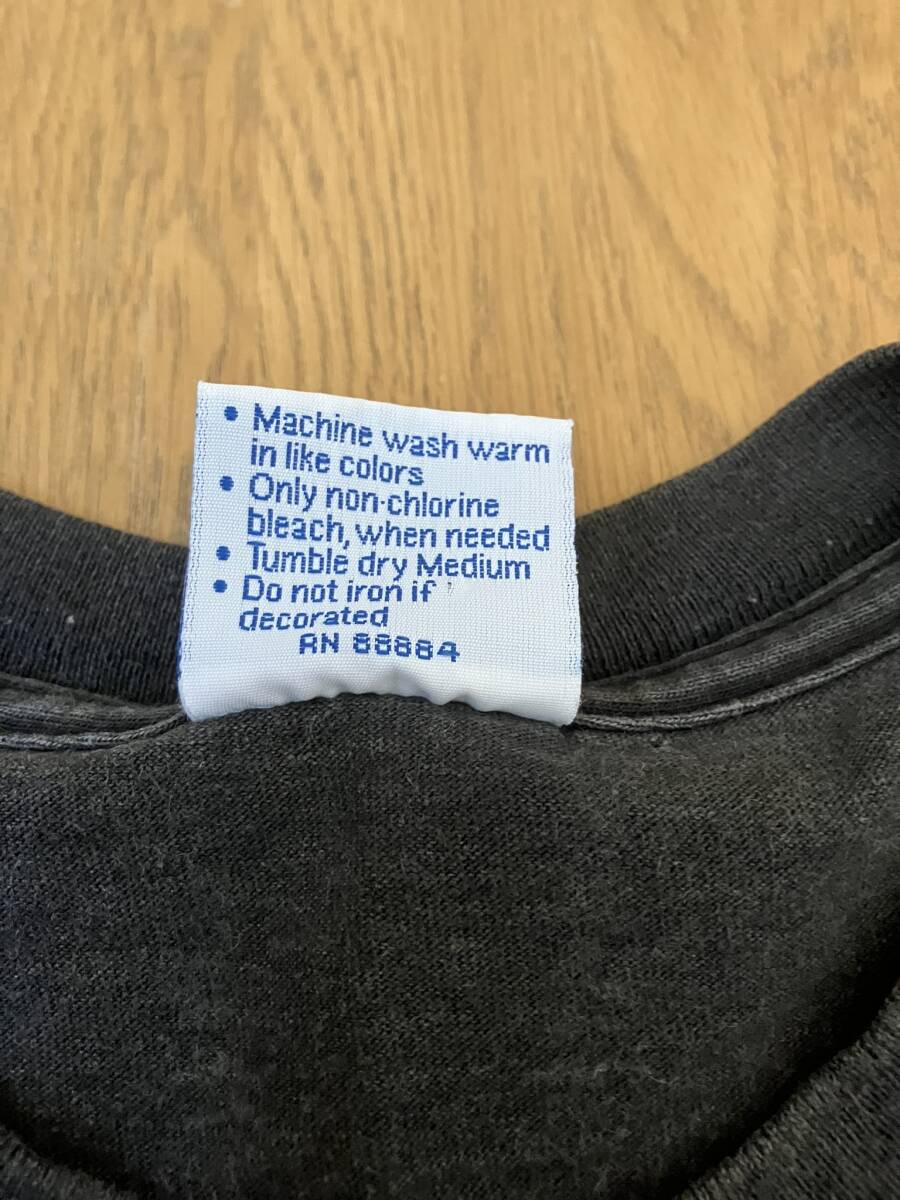 • Machine wash warm
in like colors
• Only non-chlorine
bleach, when needed
• Tumble dry Medium
• Do not iron if
decorated
RN 88884